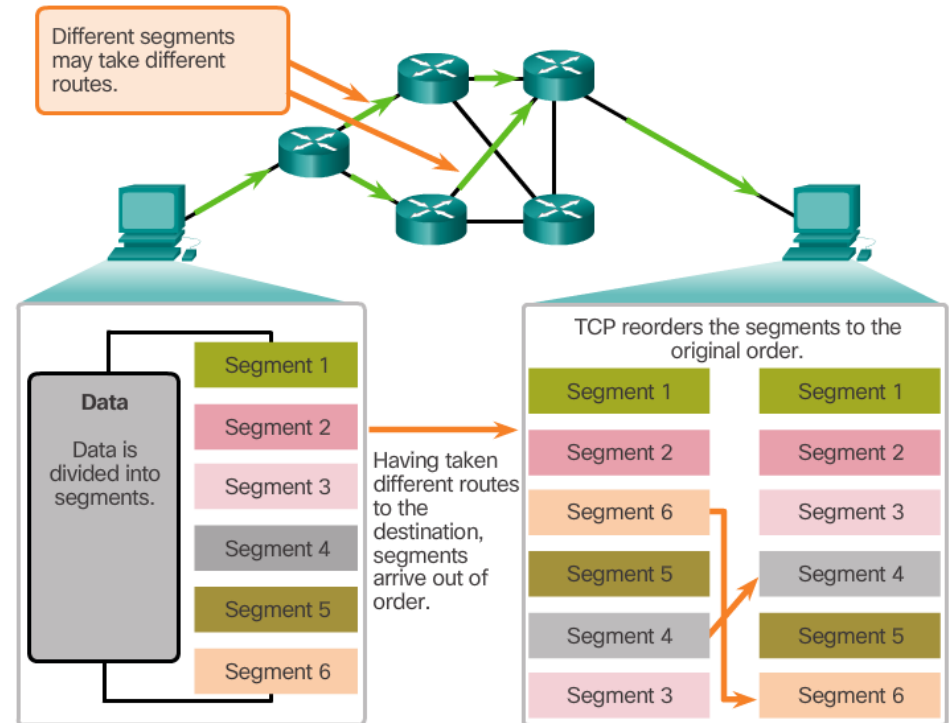 Different segments
may take different
routes.
Data
Data is
divided into
segments.
Segment 1
Segment 2
Segment 3
Segment 4
Segment 5
Segment 6
Having taken
different routes
to the
destination,
segments
arrive out of
order.
TCP reorders the segments to the
original order.
Segment 1
Segment 2
Segment 6
Segment 5
Segment 4
Segment 3
Segment 1
Segment 2
Segment 3
Segment 4
Segment 5
Segment 6